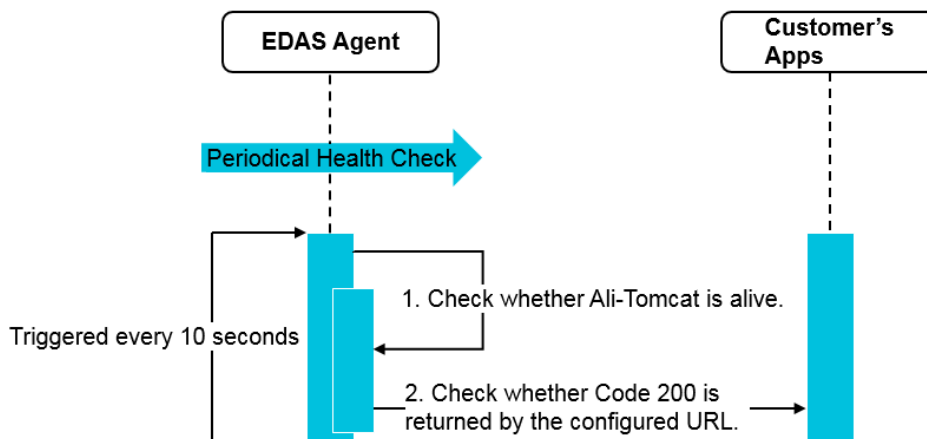 EDAS Agent
Customer's
Apps
Periodical Health Check
1. Check whether Ali-Tomcat is alive.
Triggered every 10 seconds
2. Check whether Code 200 is
returned by the configured URL.